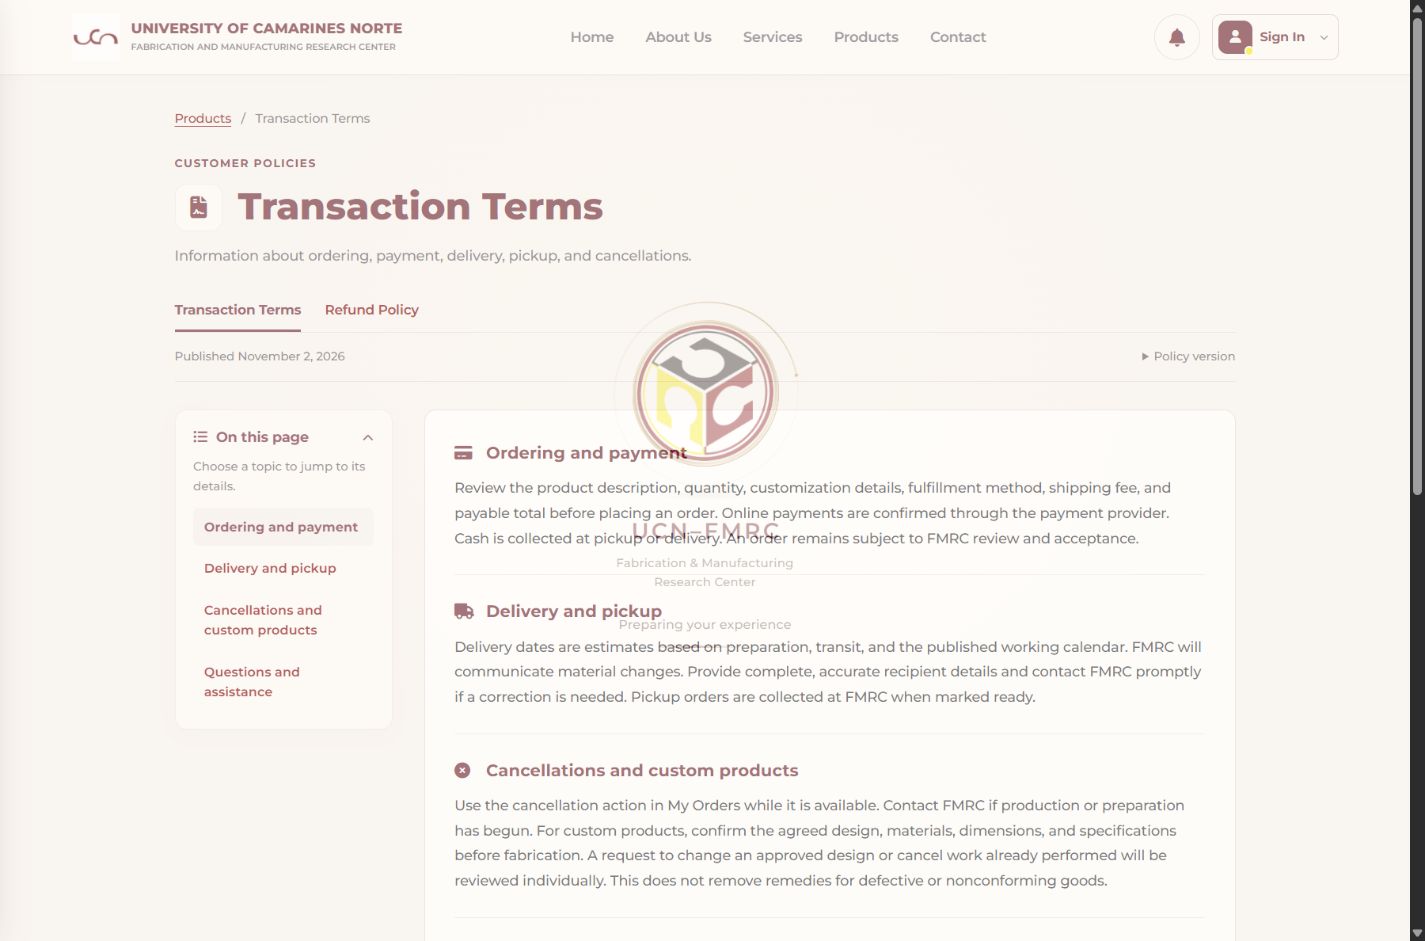 ucn
UNIVERSITY OF CAMARINES NORTE
FABRICATION AND MANUFACTURING RESEARCH CENTER
Home
About Us
Services
Products
Contact
Sign In
Products / Transaction Terms
CUSTOMER POLICIES
Transaction Terms
Information about ordering, payment, delivery, pickup, and cancellations.
Transaction Terms
Refund Policy
Published November 2, 2026
Policy version
On this page
Choose a topic to jump to its
details.
Ordering and payment
Delivery and pickup
Cancellations and
custom products
Questions and
assistance
Ordering and payment
Review the product description, quantity, customization details, fulfillment method, shipping fee, and
payable total before placing an order. Online payments are confirmed through the payment provider.
Cash is collected at pickup or delivery. An order remains subject to FMRC review and acceptance.
UCN–FMRC
Fabrication & Manufacturing
Research Center
Preparing your experience
Delivery and pickup
Delivery dates are estimates based on preparation, transit, and the published working calendar. FMRC will
communicate material changes. Provide complete, accurate recipient details and contact FMRC promptly
if a correction is needed. Pickup orders are collected at FMRC when marked ready.
Cancellations and custom products
Use the cancellation action in My Orders while it is available. Contact FMRC if production or preparation
has begun. For custom products, confirm the agreed design, materials, dimensions, and specifications
before fabrication. A request to change an approved design or cancel work already performed will be
reviewed individually. This does not remove remedies for defective or nonconforming goods.